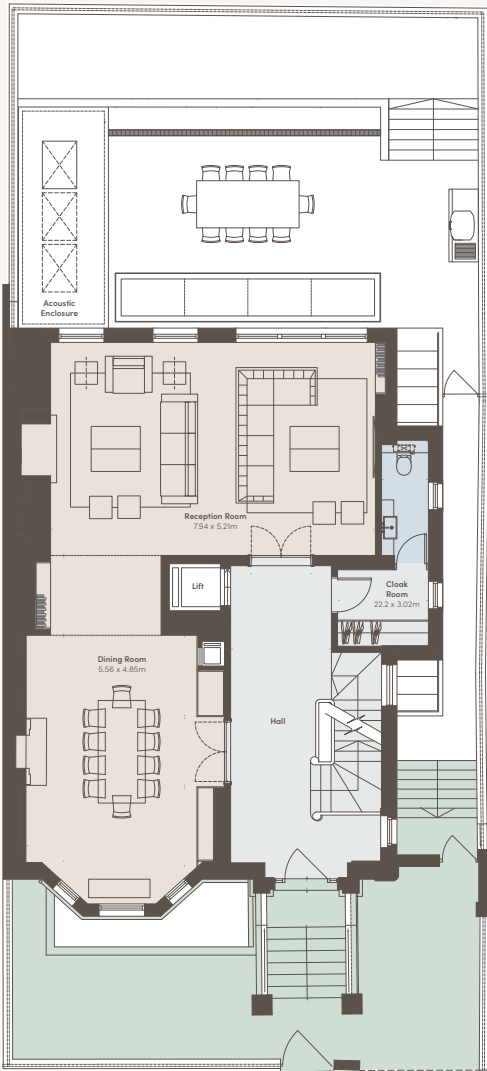 Acoustic
Enclosure
Reception Room
7.94 x 5.21m
Lift
Cloak
Room
22.2 x 3.02m
Dining Room
5.56 x 4.85m
Hall